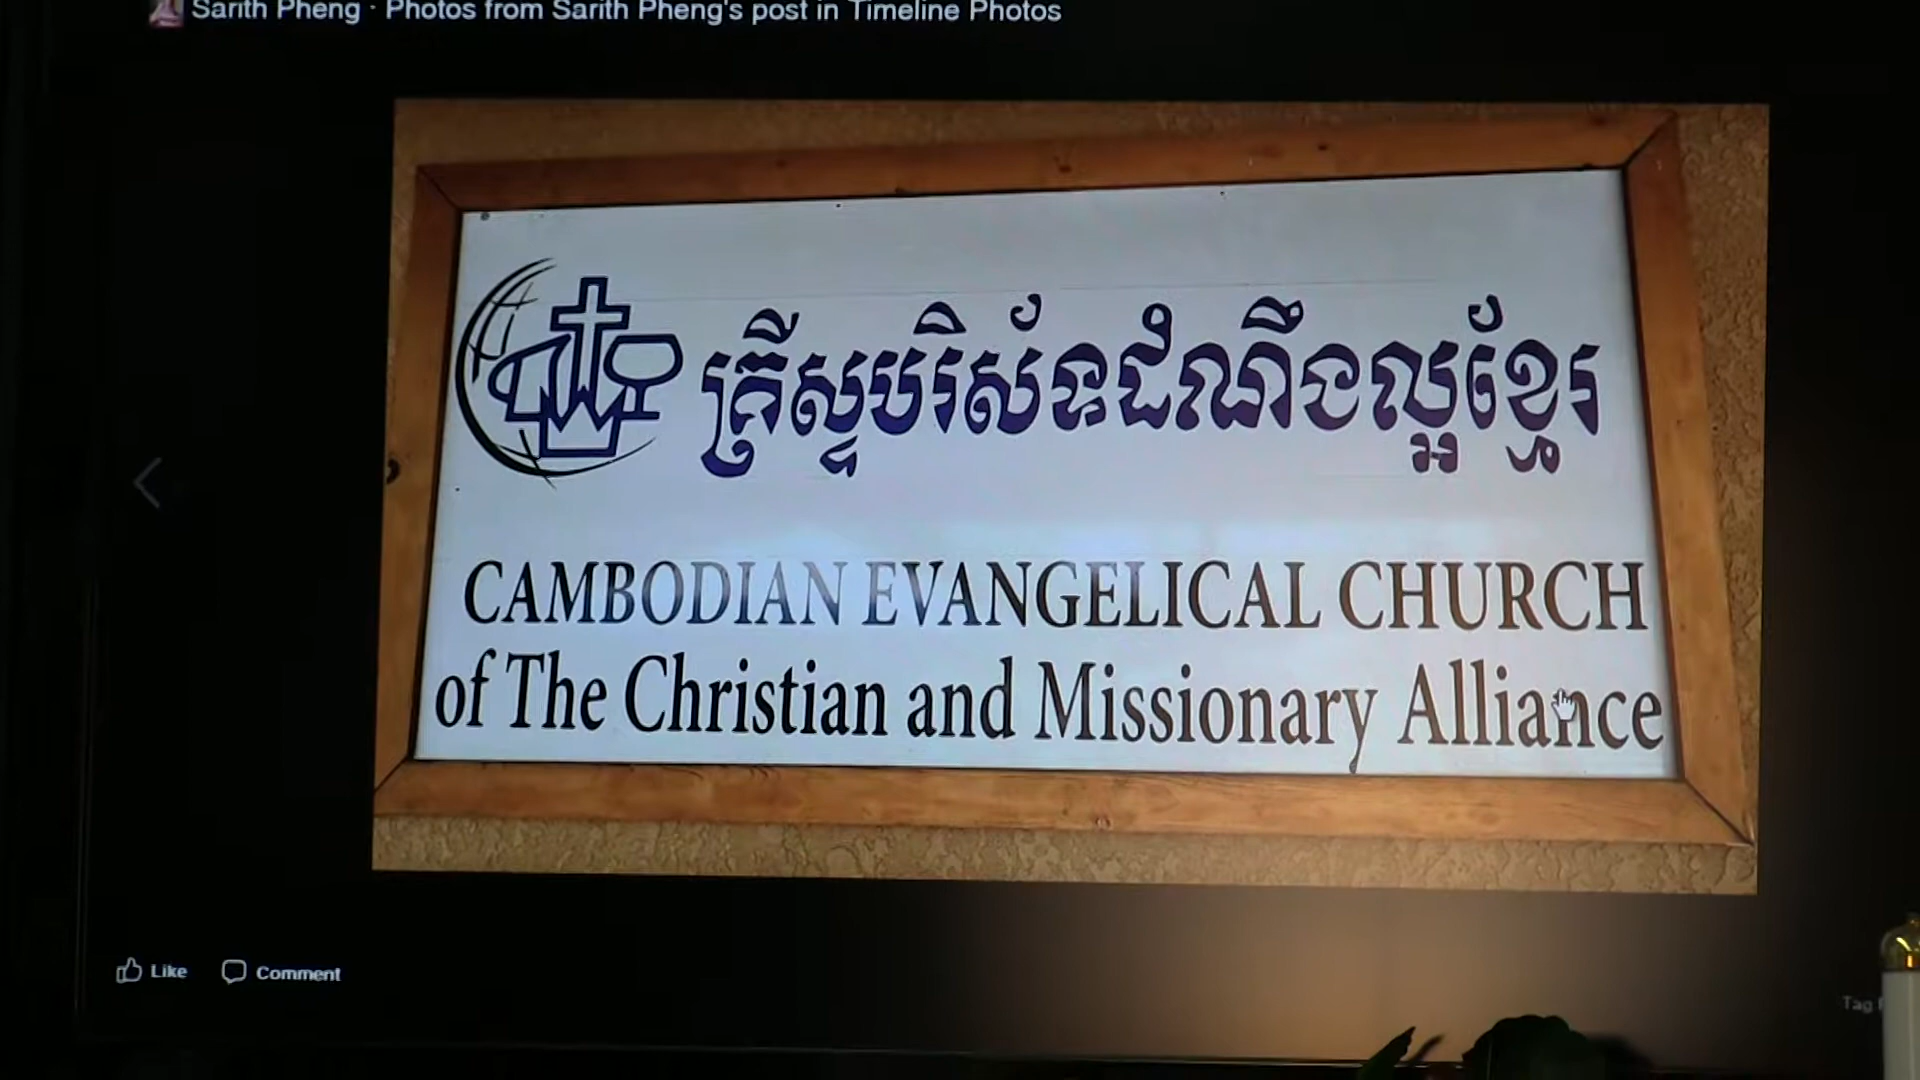 Sarith Pheng · Photos from Sarith Pheng's post in Timeline Photos
គ្រីស្ទបរិស័ទដំណឹងល្អខ្មែរ
CAMBODIAN EVANGELICAL CHURCH
of The Christian and Missionary Alliance
Like Comment
Tag